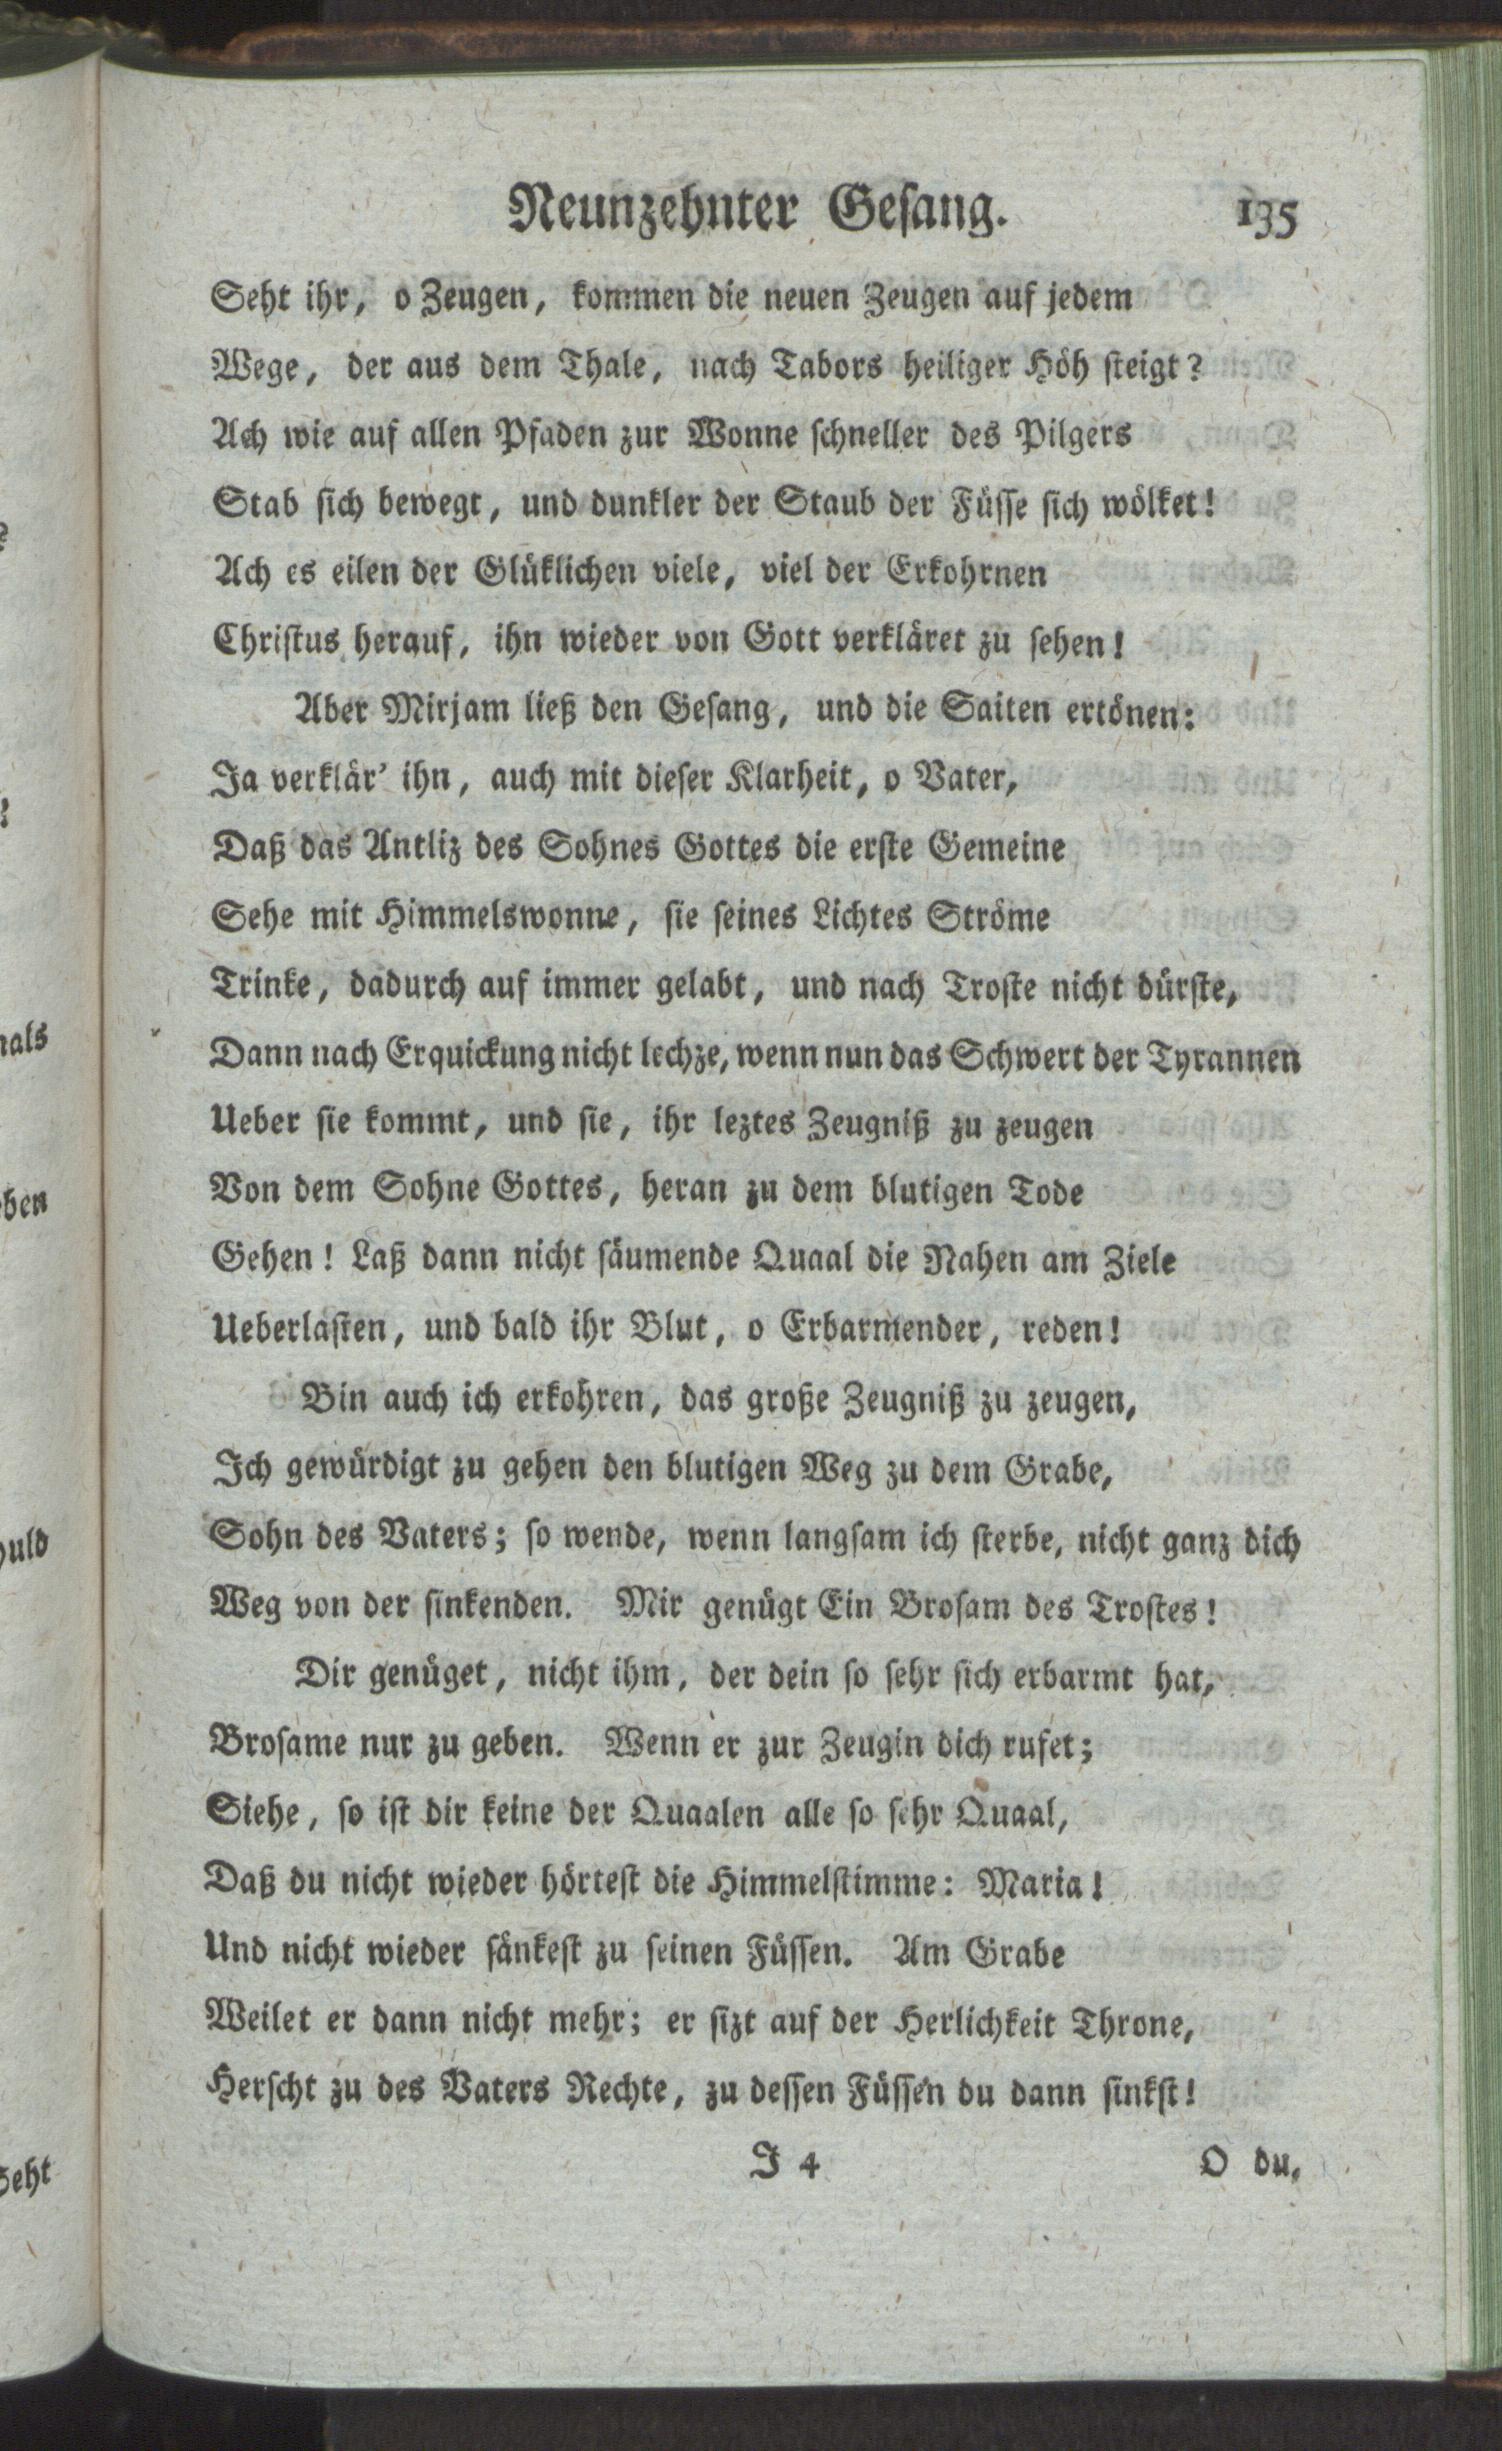 Neunzehnter Gesang. 135
Seht ihr, o Zeugen, kommen die neuen Zeugen auf jedem
Wege, der aus dem Thale, nach Tabors heiliger Höh steigt?
Ach wie auf allen Pfaden zur Wonne schneller des Pilgers
Stab sich bewegt, und dunkler der Staub der Füsse sich wölket!
Ach es eilen der Glüklichen viele, viel der Erkohrnen
Christus herauf, ihn wieder von Gott verkläret zu sehen!
Aber Mirjam ließ den Gesang, und die Saiten ertönen:
Ja verklär' ihn, auch mit dieser Klarheit, o Vater,
Daß das Antliz des Sohnes Gottes die erste Gemeine
Sehe mit Himmelswonne, sie seines Lichtes Ströme
Trinke, dadurch auf immer gelabt, und nach Troste nicht dürste,
Dann nach Erquickung nicht lechze, wenn nun das Schwert der Tyrannen
Ueber sie kommt, und sie, ihr leztes Zeugniß zu zeugen
Von dem Sohne Gottes, heran zu dem blutigen Tode
Gehen! Laß dann nicht säumende Quaal die Nahen am Ziele
Ueberlasten, und bald ihr Blut, o Erbarmender, reden!
Bin auch ich erkohren, das große Zeugniß zu zeugen,
Ich gewürdigt zu gehen den blutigen Weg zu dem Grabe,
Sohn des Vaters; so wende, wenn langsam ich sterbe, nicht ganz dich
Weg von der sinkenden. Mir genügt Ein Brosam des Trostes!
Dir genüget, nicht ihm, der dein so sehr sich erbarmt hat,
Brosame nur zu geben. Wenn er zur Zeugin dich rufet;
Siehe, so ist dir keine der Quaalen alle so sehr Quaal,
Daß du nicht wieder hörtest die Himmelstimme: Maria!
Und nicht wieder sänkest zu seinen Füssen. Am Grabe
Weilet er dann nicht mehr; er sizt auf der Herlichkeit Throne,
Herscht zu des Vaters Rechte, zu dessen Füssen du dann sinkst!
J 4 O du,